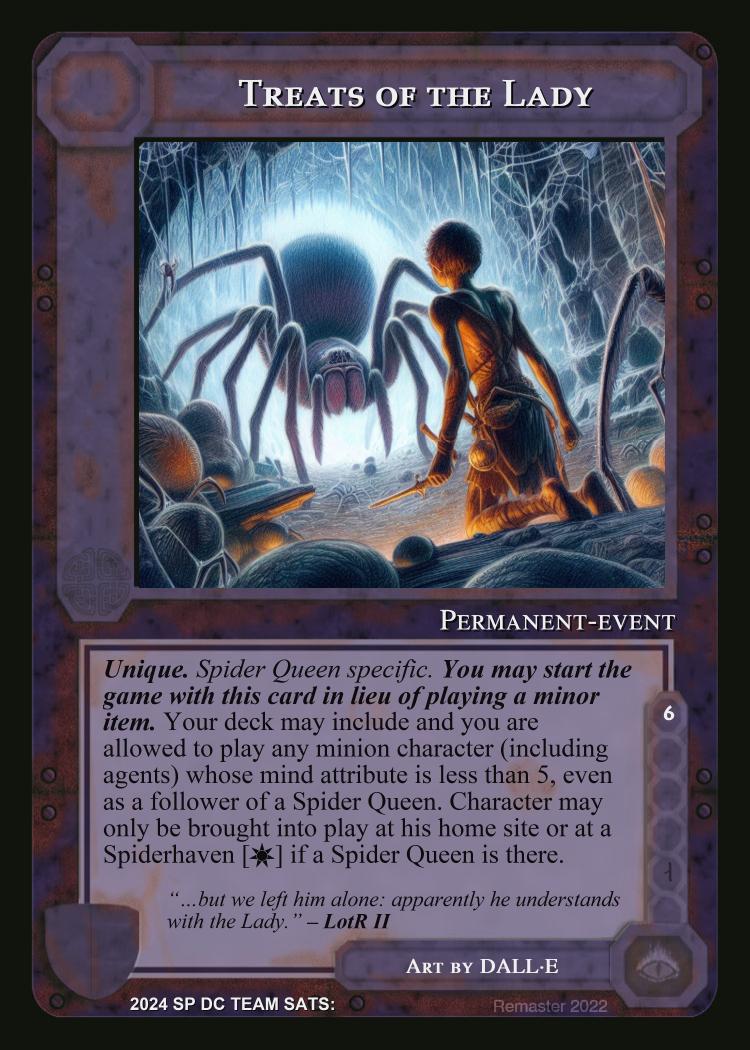 Treats of the Lady
Permanent-event
Unique. Spider Queen specific. You may start the
game with this card in lieu of playing a minor
item. Your deck may include and you are
allowed to play any minion character (including
agents) whose mind attribute is less than 5, even
as a follower of a Spider Queen. Character may
only be brought into play at his home site or at a
Spiderhaven [☀] if a Spider Queen is there.
6
“...but we left him alone: apparently he understands
with the Lady.” – LotR II
Art by DALL·E
2024 SP DC TEAM SATS:
Remaster 2022